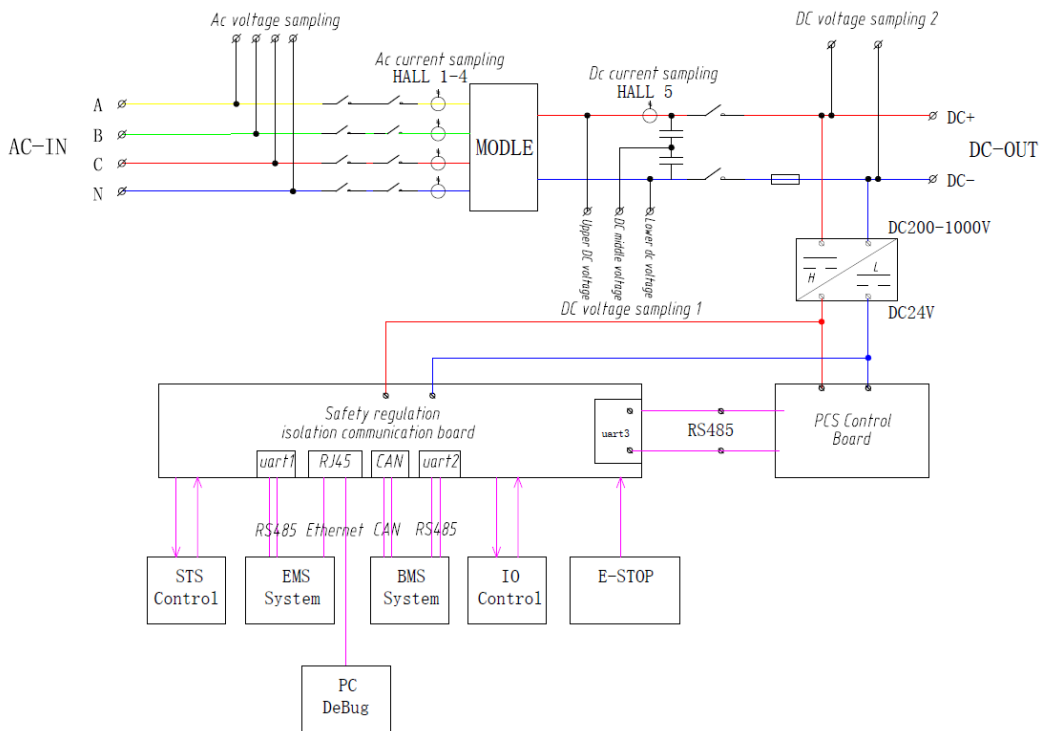 Ac voltage sampling
DC voltage sampling 2
Ac current sampling
HALL 1-4
Dc current sampling
HALL 5
A
B
C
N
AC-IN
MODLE
DC+
DC-OUT
DC-
Upper DC voltage
DC middle voltage
Lower dc voltage
DC voltage sampling 1
DC200-1000V
H
L
DC24V
Safety regulation
isolation communication board
uart3
RS485
PCS Control
Board
uart1
RJ45
CAN
uart2
RS485
Ethernet
CAN
RS485
STS
Control
EMS
System
BMS
System
IO
Control
E-STOP
PC
DeBug